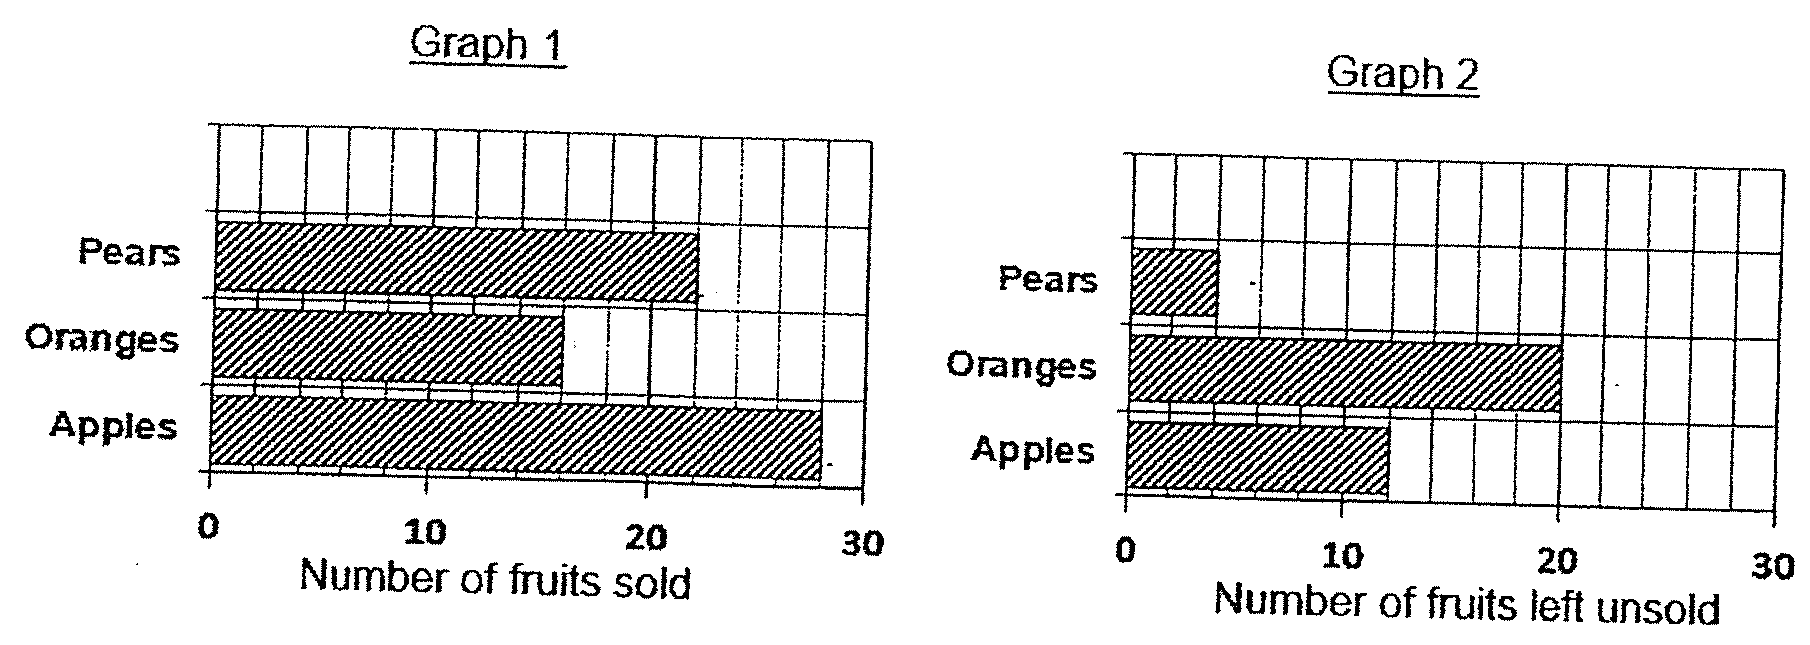 Graph 1
Pears
Oranges
Apples
0 10 20 30
Number of fruits sold
Graph 2
Pears
Oranges
Apples
0 10 20 30
Number of fruits left unsold